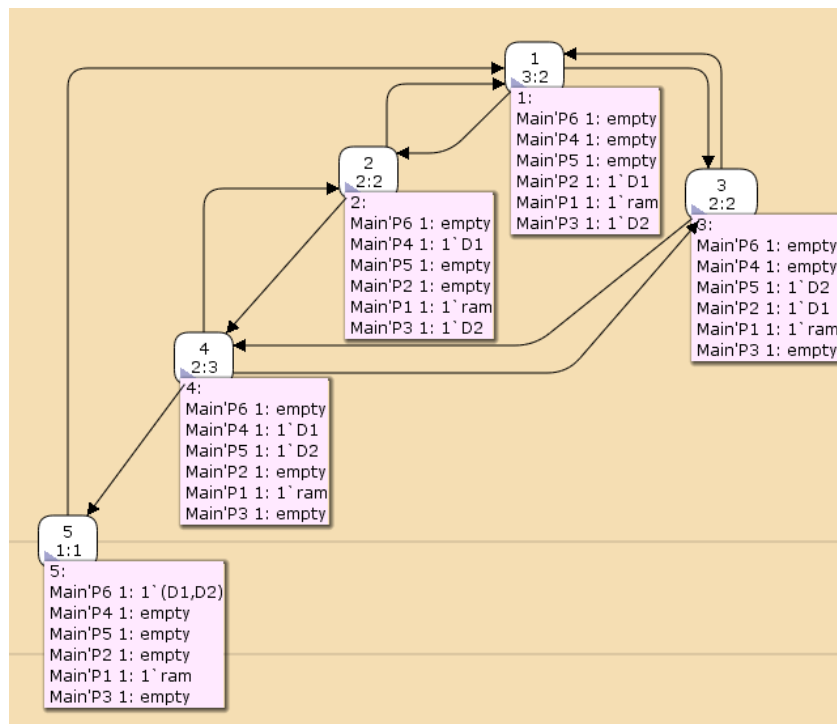 1
3:2
1:
Main'P6 1: empty
Main'P4 1: empty
Main'P5 1: empty
Main'P2 1: 1`D1
Main'P1 1: 1`ram
Main'P3 1: 1`D2
2
2:2
2:
Main'P6 1: empty
Main'P4 1: 1`D1
Main'P5 1: empty
Main'P2 1: empty
Main'P1 1: 1`ram
Main'P3 1: 1`D2
3
2:2
3:
Main'P6 1: empty
Main'P4 1: empty
Main'P5 1: 1`D2
Main'P2 1: 1`D1
Main'P1 1: 1`ram
Main'P3 1: empty
4
2:3
4:
Main'P6 1: empty
Main'P4 1: 1`D1
Main'P5 1: 1`D2
Main'P2 1: empty
Main'P1 1: 1`ram
Main'P3 1: empty
5
1:1
5:
Main'P6 1: 1`(D1,D2)
Main'P4 1: empty
Main'P5 1: empty
Main'P2 1: empty
Main'P1 1: 1`ram
Main'P3 1: empty